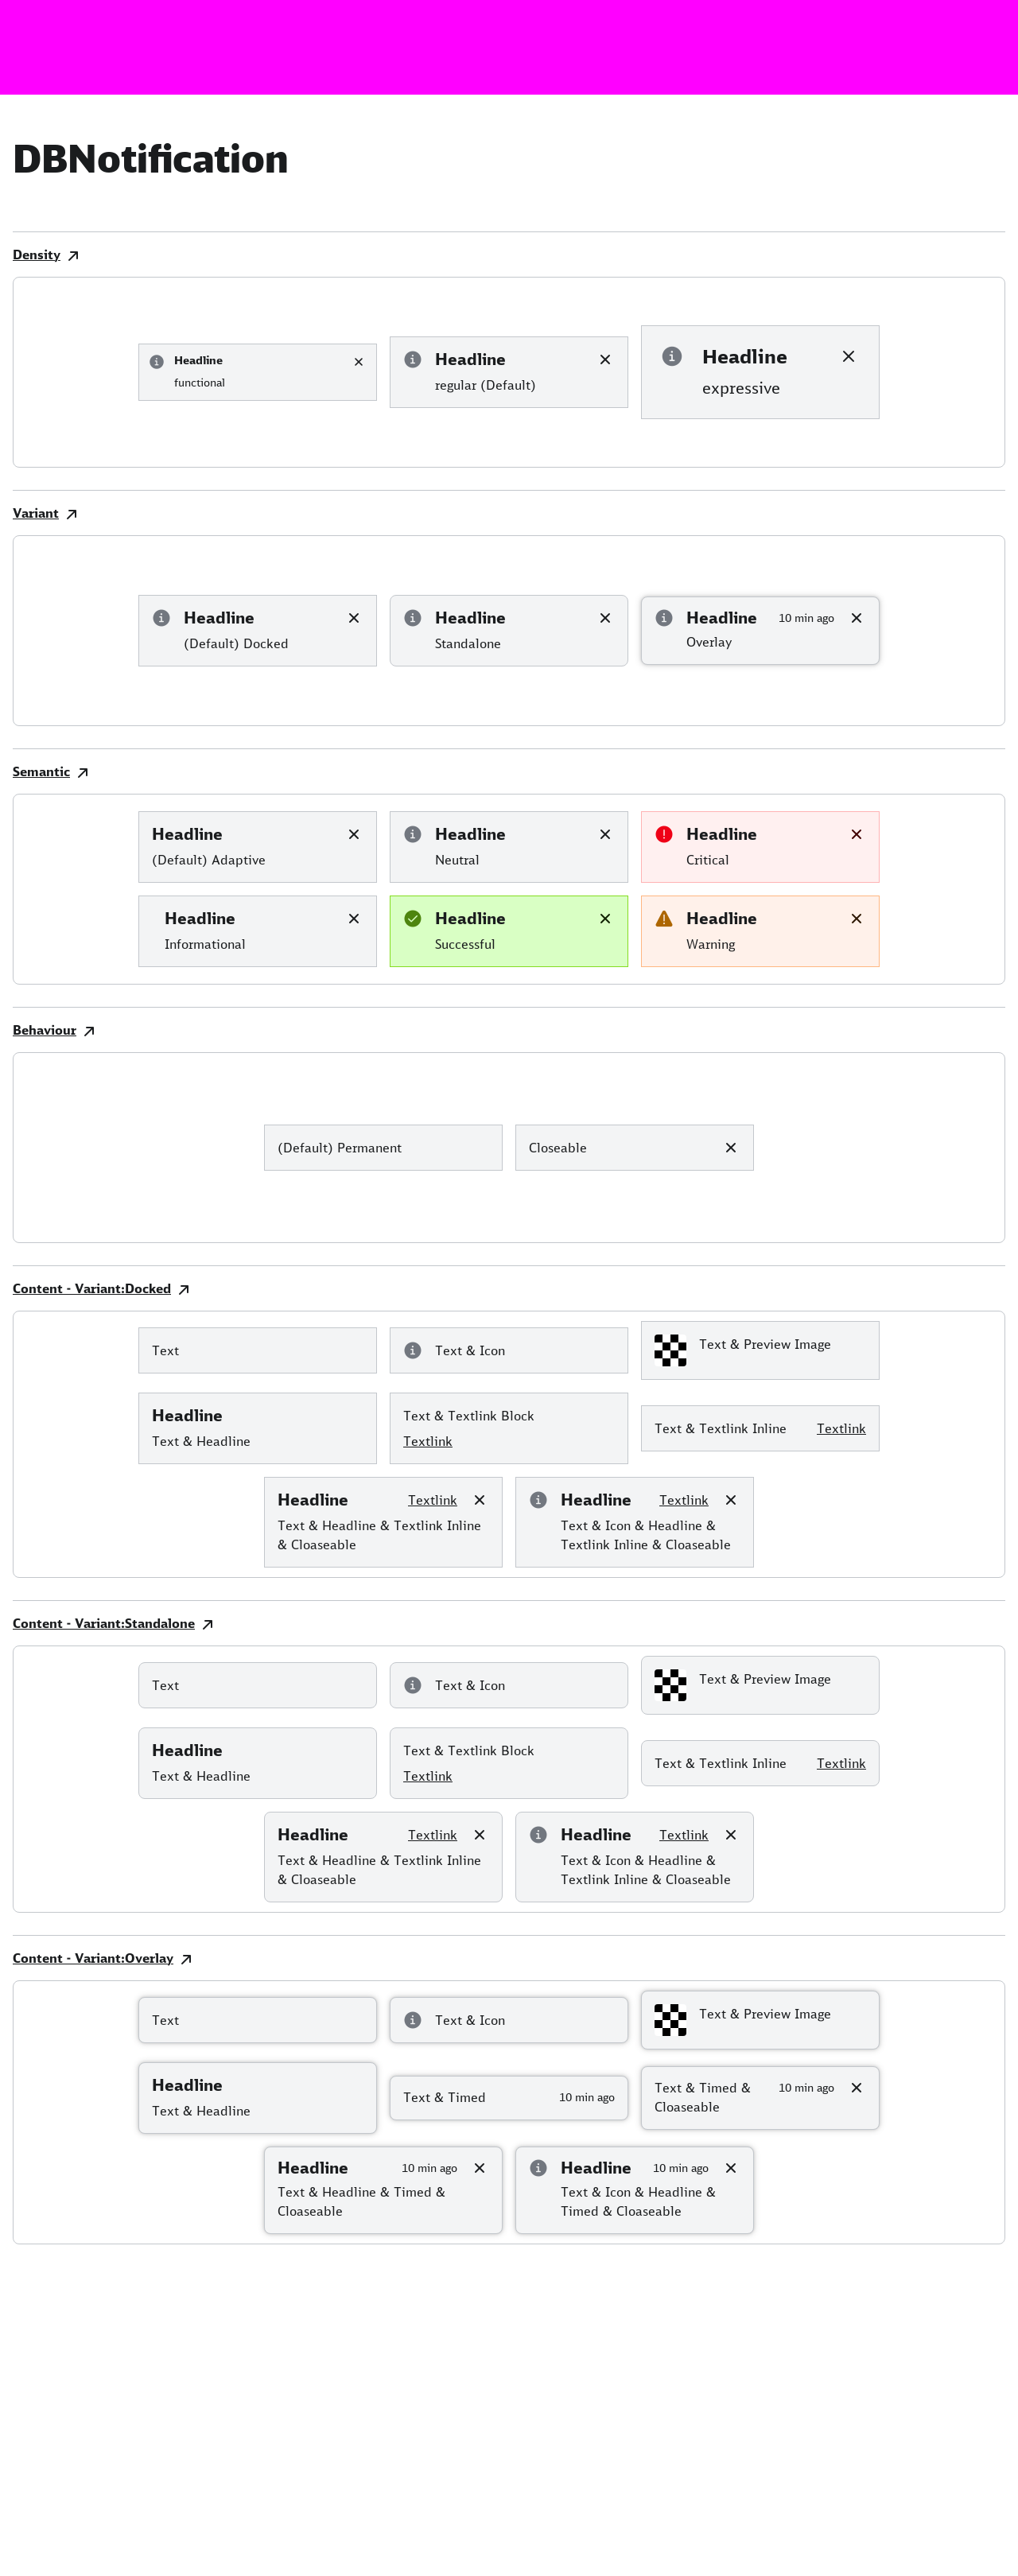 DBNotification
Density
Headline
functional
Headline
regular (Default)
Headline
expressive
Variant
Headline
(Default) Docked
Headline
Standalone
Headline 10 min ago
Overlay
Semantic
Headline
(Default) Adaptive
Headline
Neutral
Headline
Critical
Headline
Informational
Headline
Successful
Headline
Warning
Behaviour
(Default) Permanent
Closeable
Content - Variant:Docked
Text
Text & Icon
Text & Preview Image
Headline
Text & Headline
Text & Textlink Block
Textlink
Text & Textlink Inline Textlink
Headline Textlink
Text & Headline & Textlink Inline
& Cloaseable
Headline Textlink
Text & Icon & Headline &
Textlink Inline & Cloaseable
Content - Variant:Standalone
Text
Text & Icon
Text & Preview Image
Headline
Text & Headline
Text & Textlink Block
Textlink
Text & Textlink Inline Textlink
Headline Textlink
Text & Headline & Textlink Inline
& Cloaseable
Headline Textlink
Text & Icon & Headline &
Textlink Inline & Cloaseable
Content - Variant:Overlay
Text
Text & Icon
Text & Preview Image
Headline
Text & Headline
Text & Timed 10 min ago
Text & Timed & 10 min ago
Cloaseable
Headline 10 min ago
Text & Headline & Timed &
Cloaseable
Headline 10 min ago
Text & Icon & Headline &
Timed & Cloaseable